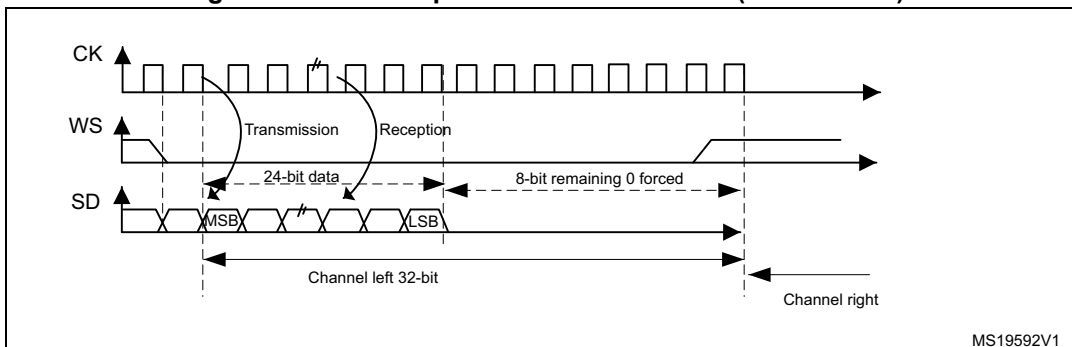 CK
WS
Transmission
Reception
24-bit data
8-bit remaining 0 forced
SD
MSB
LSB
Channel left 32-bit
Channel right
MS19592V1